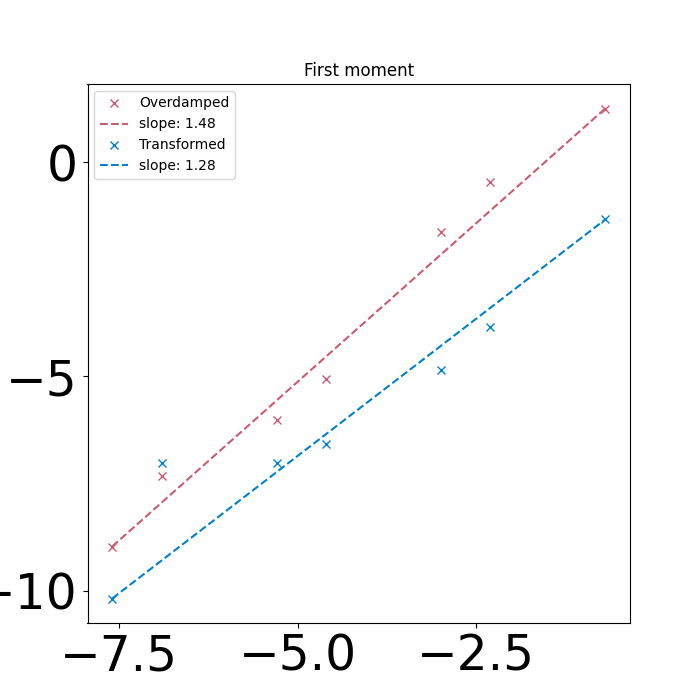 First moment
Overdamped
slope: 1.48
Transformed
slope: 1.28
0
−5
−10
−7.5
−5.0
−2.5